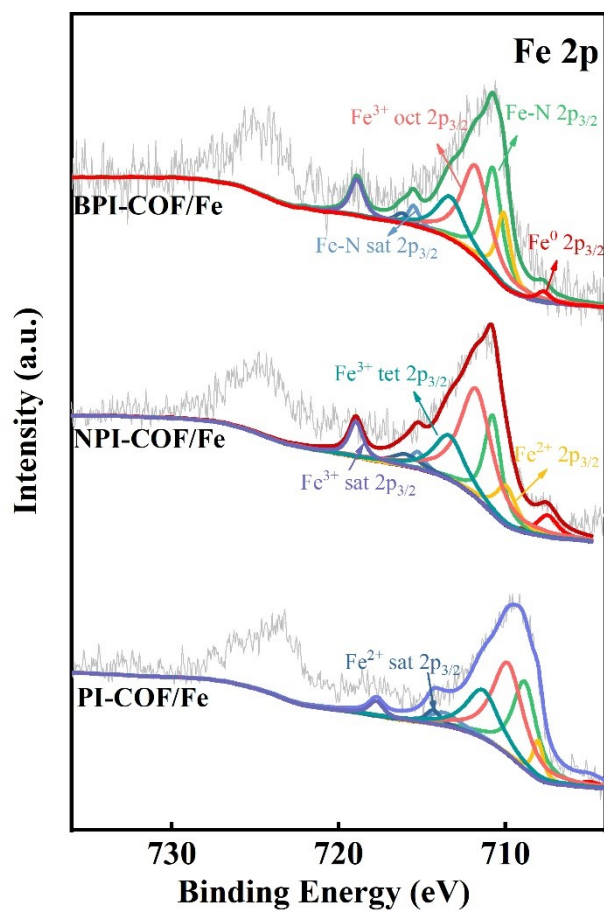 Fe 2p
Fe³⁺ oct 2p₃/₂
Fe-N 2p₃/₂
BPI-COF/Fe
Fe-N sat 2p₃/₂
Fe⁰ 2p₃/₂
Fe³⁺ tet 2p₃/₂
NPI-COF/Fe
Fe²⁺ 2p₃/₂
Fe³⁺ sat 2p₃/₂
Fe²⁺ sat 2p₃/₂
PI-COF/Fe
Intensity (a.u.)
730 720 710
Binding Energy (eV)